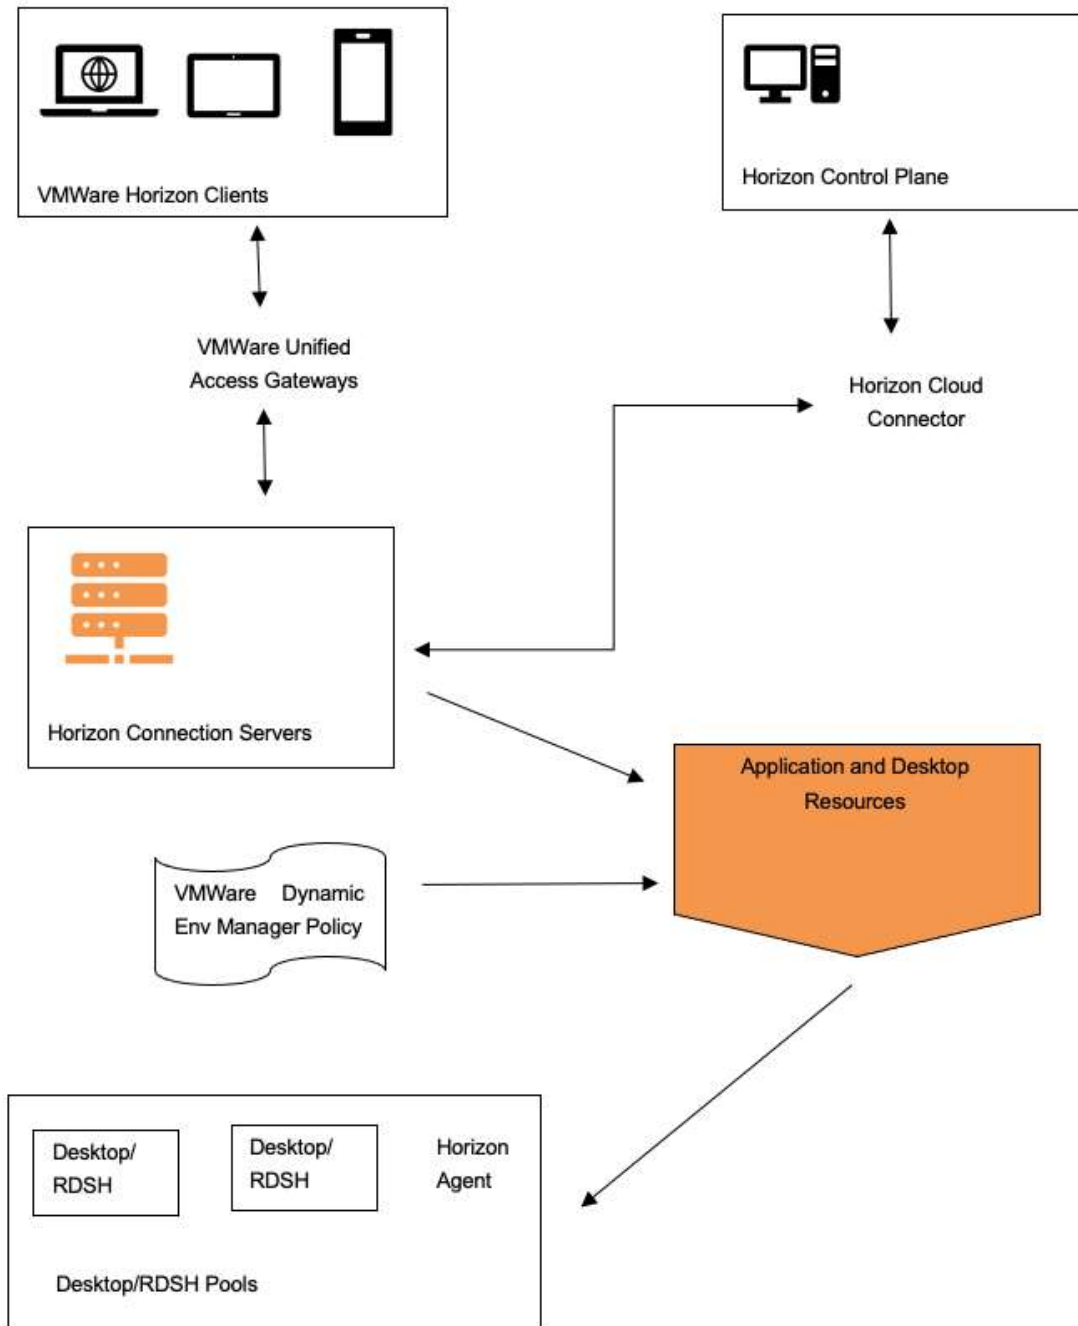 VMWare Horizon Clients
Horizon Control Plane
VMWare Unified
Access Gateways
Horizon Cloud
Connector
Horizon Connection Servers
Application and Desktop
Resources
VMWare Dynamic
Env Manager Policy
Desktop/
RDSH
Desktop/
RDSH
Horizon
Agent
Desktop/RDSH Pools